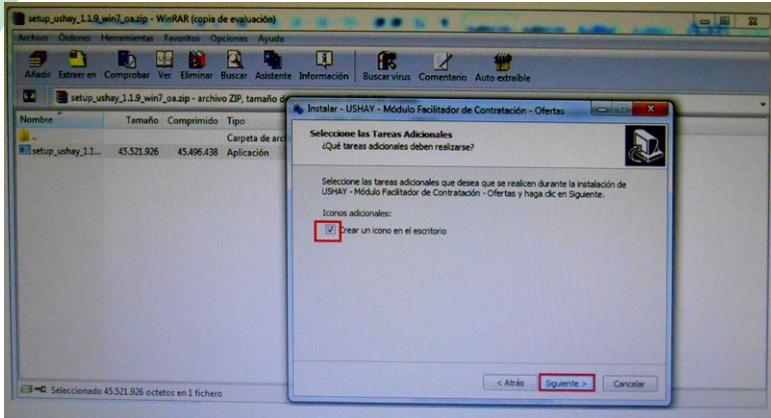 setup_ushay_1.1.9_win7_oa.zip - WinRAR (copia de evaluación)
Archivo Órdenes Herramientas Favoritos Opciones Ayuda
Añadir Extraer en Comprobar Ver Eliminar Buscar Asistente Información Buscar virus Comentario Auto extraíble
setup_ushay_1.1.9_win7_oa.zip - archivo ZIP, tamaño d
Nombre Tamaño Comprimido Tipo
.. Carpeta de arc
setup_ushay_1.1... 45.521.926 45.496.438 Aplicación
Seleccionado 45.521.926 octetos en 1 fichero
Instalar - USHAY - Módulo Facilitador de Contratación - Ofertas
Seleccione las Tareas Adicionales
¿Qué tareas adicionales deben realizarse?
Seleccione las tareas adicionales que desea que se realicen durante la instalación de
USHAY - Módulo Facilitador de Contratación - Ofertas y haga clic en Siguiente.
Iconos adicionales:
Crear un icono en el escritorio
< Atrás Siguiente > Cancelar